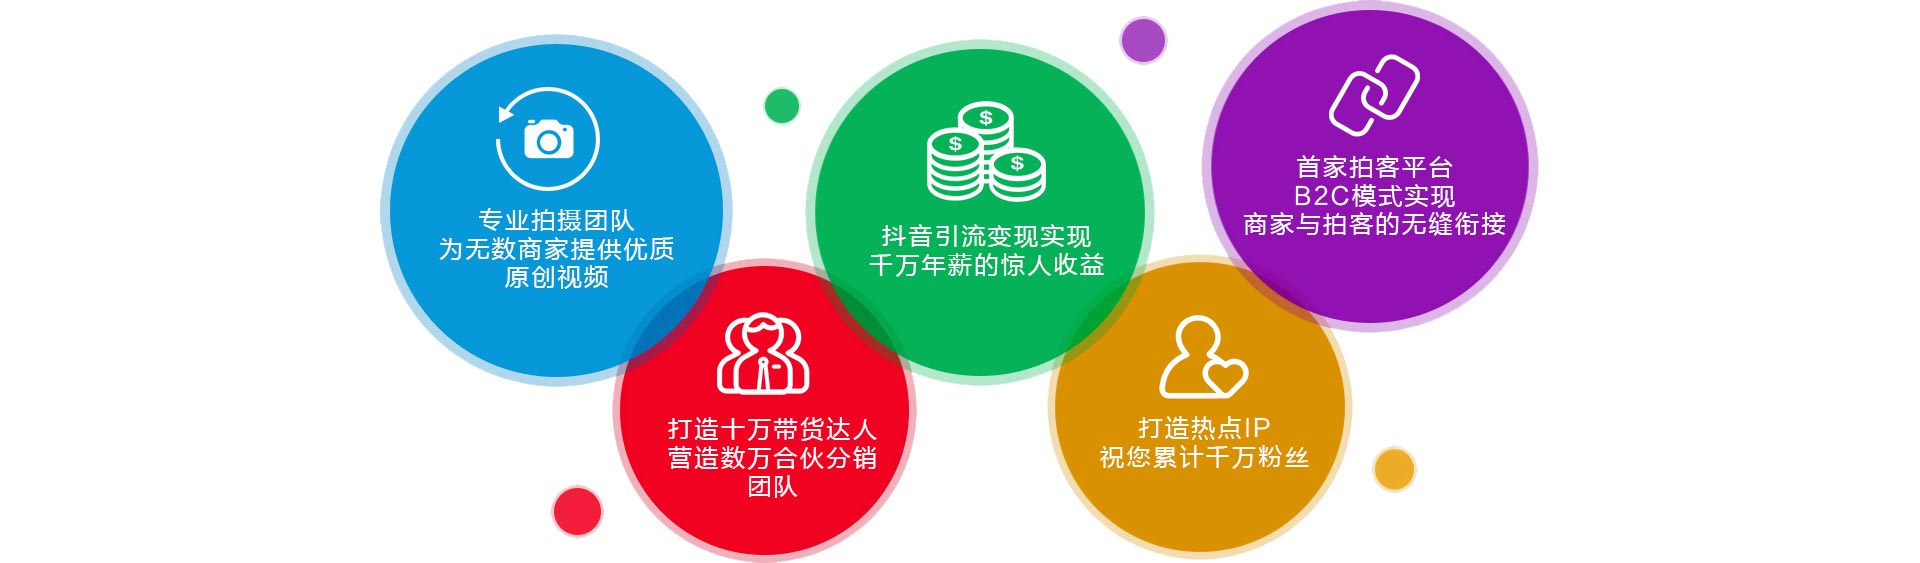 专业拍摄团队
为无数商家提供优质
原创视频
打造十万带货达人
营造数万合伙分销
团队
抖音引流变现实现
千万年薪的惊人收益
打造热点IP
祝您累计千万粉丝
首家拍客平台
B2C模式实现
商家与拍客的无缝衔接